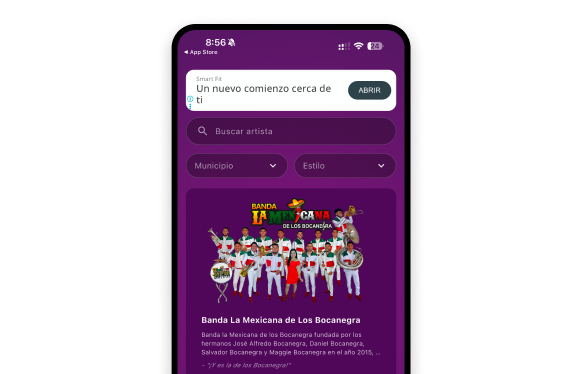 8:56
24
◀ App Store
Smart Fit
Un nuevo comienzo cerca de
ti
ABRIR
Buscar artista
Municipio
Estilo
BANDA
LA MEXICANA
DE LOS BOCANEGRA
Banda La Mexicana de Los Bocanegra
Banda la Mexicana de los Bocanegra fundada por los
hermanos José Alfredo Bocanegra, Daniel Bocanegra,
Salvador Bocanegra y Maggie Bocanegra en el año 2015, ...
– "¡Y es la de los Bocanegra!"